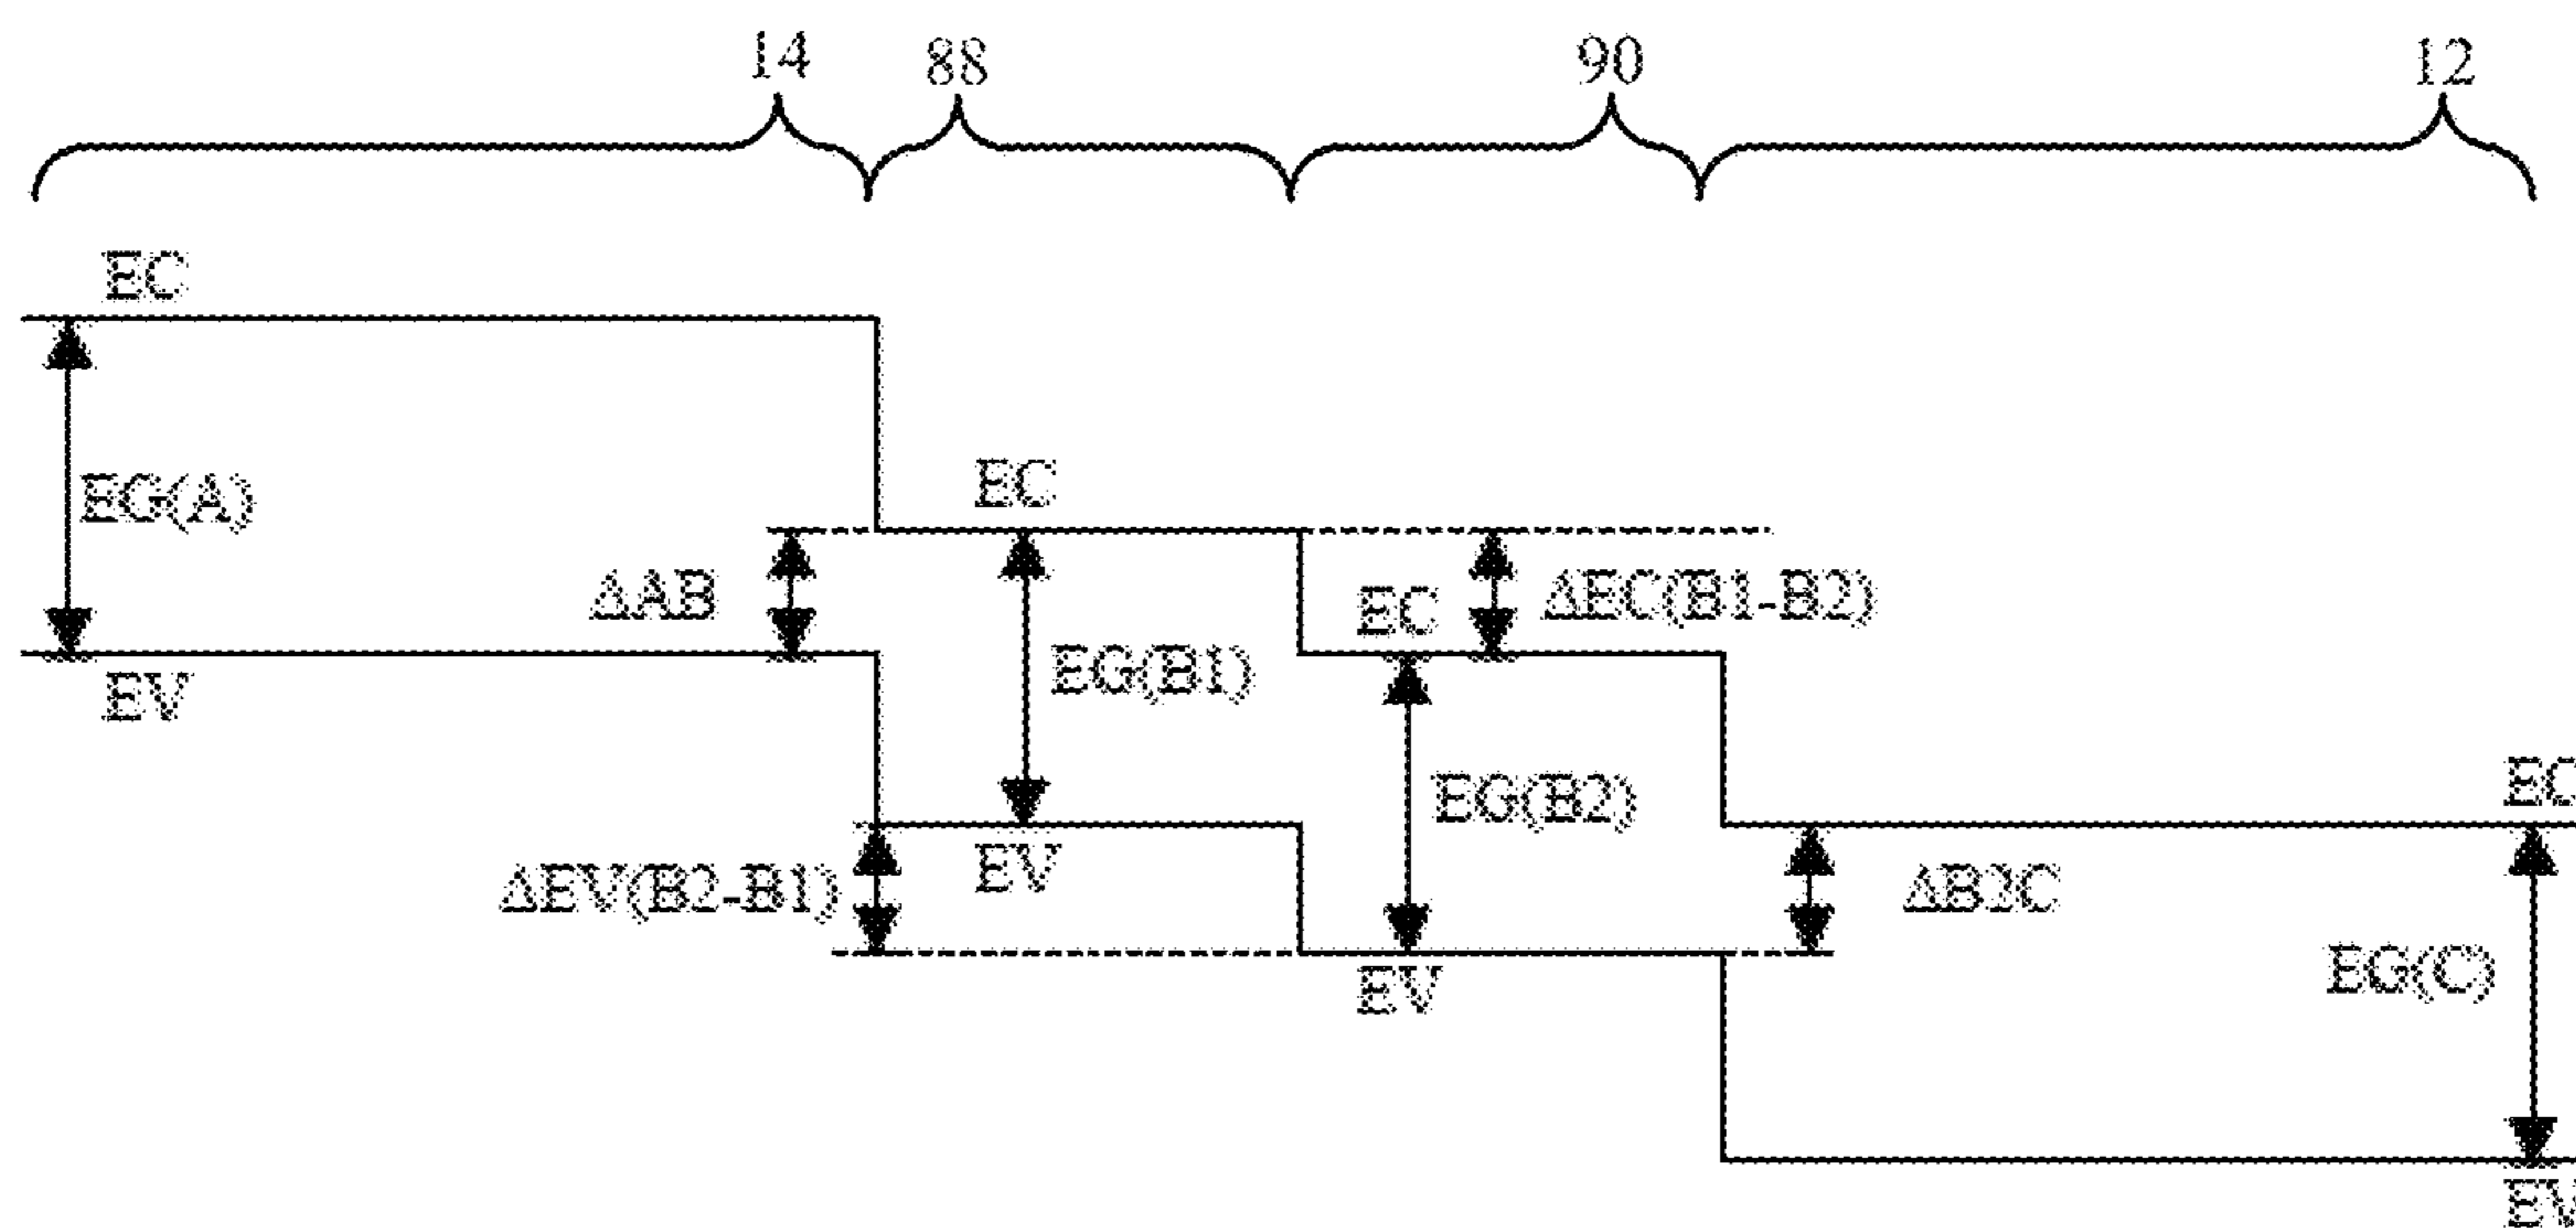 14 88 90 12
EC
EG(A)
EC
ΔAB
EC
ΔEC(B1-B2)
EG(B1)
EV
EG(B2)
EC
EV
ΔEV(B2-B1)
ΔB2C
EG(C)
EV
EV